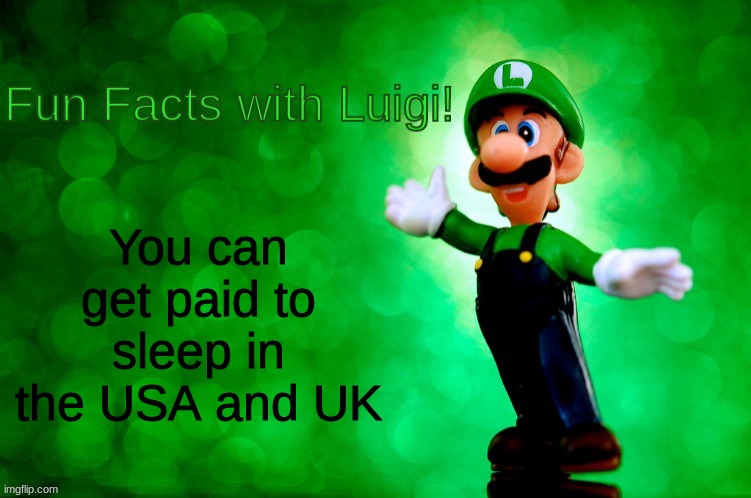 Fun Facts with Luigi!
L
You can
get paid to
sleep in
the USA and UK
imgflip.com